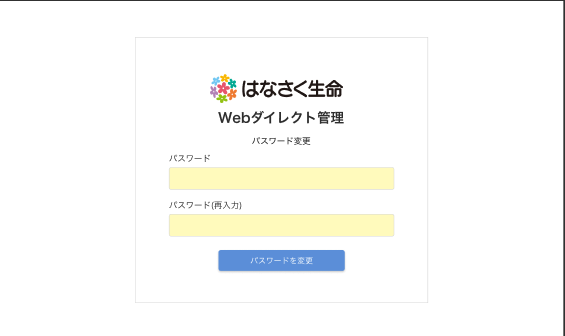 はなさく生命
Webダイレクト管理
パスワード変更
パスワード
パスワード(再入力)
パスワードを変更